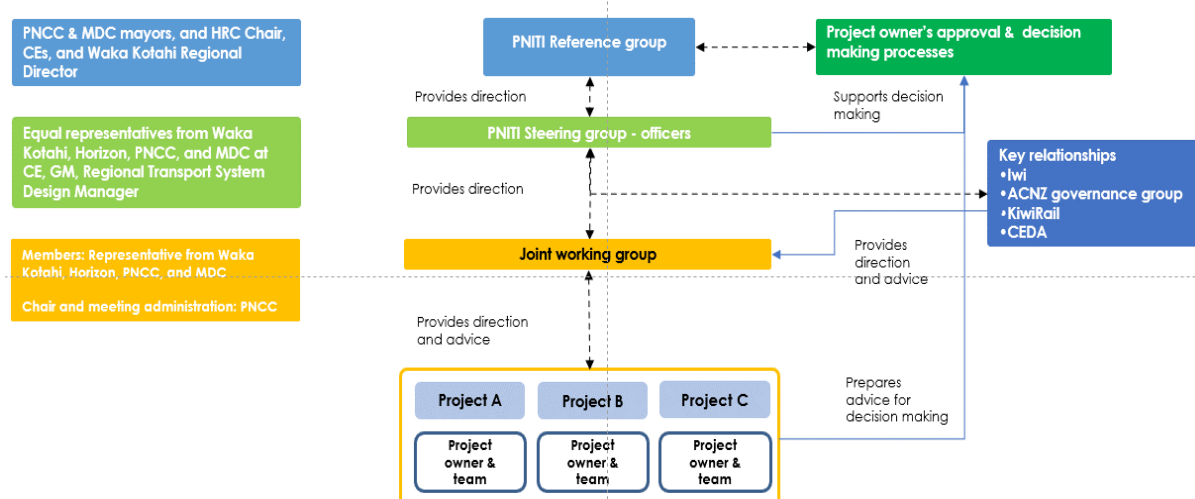 PNCC & MDC mayors, and HRC Chair,
CEs, and Waka Kotahi Regional
Director
PNITI Reference group
Project owner's approval & decision
making processes
Provides direction
Supports decision
making
Equal representatives from Waka
Kotahi, Horizon, PNCC, and MDC at
CE, GM, Regional Transport System
Design Manager
PNITI Steering group - officers
Provides direction
Key relationships
•Iwi
•ACNZ governance group
•KiwiRail
•CEDA
Members: Representative from Waka
Kotahi, Horizon, PNCC, and MDC
Chair and meeting administration: PNCC
Joint working group
Provides
direction
and advice
Provides direction
and advice
Prepares
advice for
decision making
Project A
Project B
Project C
Project
owner &
team
Project
owner &
team
Project
owner &
team